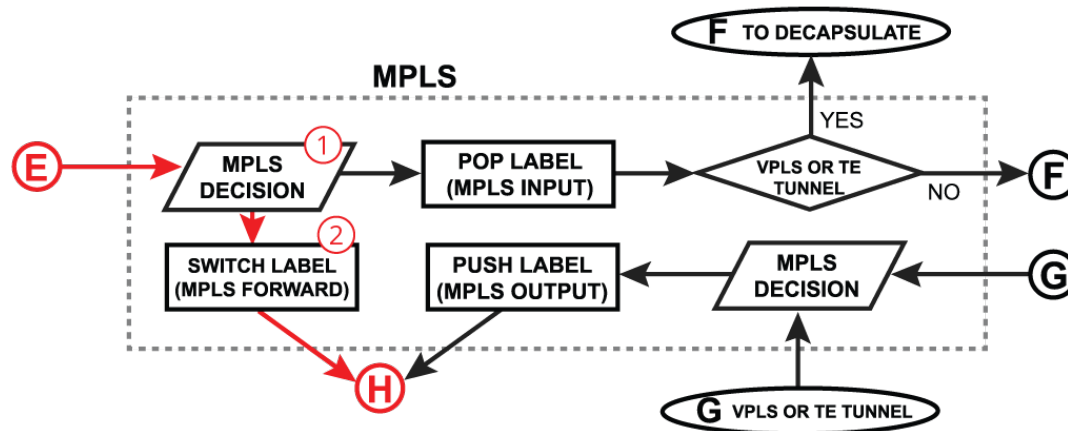 F TO DECAPSULATE
MPLS
YES
E
1
MPLS
DECISION
POP LABEL
(MPLS INPUT)
VPLS OR TE
TUNNEL
NO
F
2
SWITCH LABEL
(MPLS FORWARD)
PUSH LABEL
(MPLS OUTPUT)
MPLS
DECISION
G
H
G VPLS OR TE TUNNEL